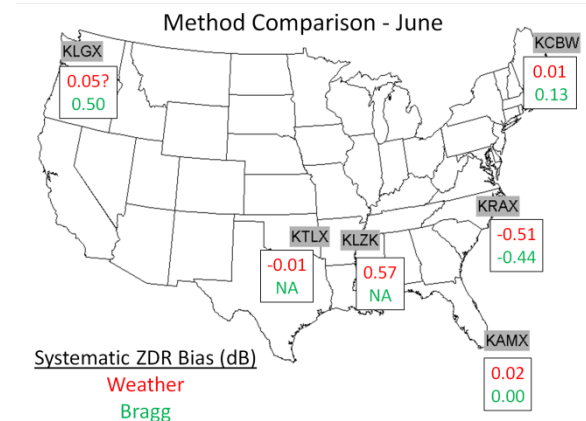 Method Comparison - June
KLGX
0.05?
0.50
KCBW
0.01
0.13
KRAX
-0.51
-0.44
KTLX
-0.01
NA
KLZK
0.57
NA
KAMX
0.02
0.00
Systematic ZDR Bias (dB)
Weather
Bragg